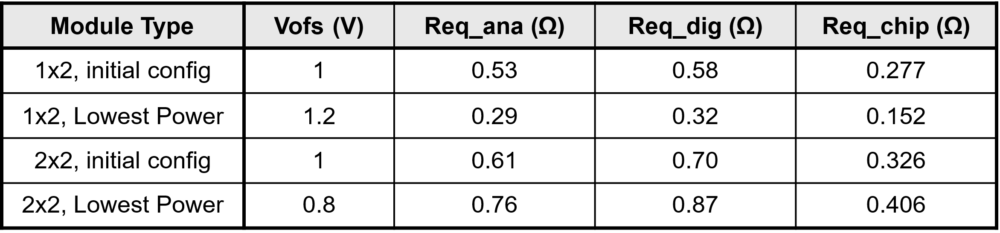 Module Type Vofs (V) Req_ana (Ω) Req_dig (Ω) Req_chip (Ω)
1x2, initial config 1 0.53 0.58 0.277
1x2, Lowest Power 1.2 0.29 0.32 0.152
2x2, initial config 1 0.61 0.70 0.326
2x2, Lowest Power 0.8 0.76 0.87 0.406